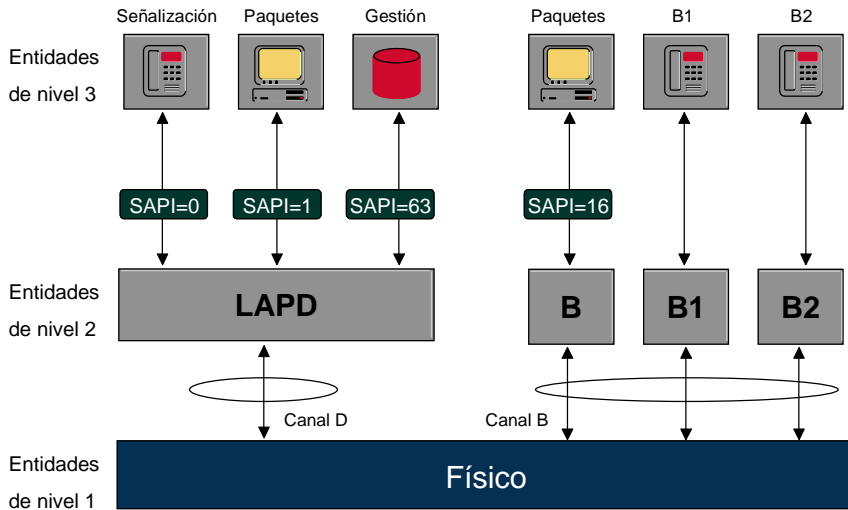 Señalización Paquetes Gestión Paquetes B1 B2
Entidades
de nivel 3
SAPI=0 SAPI=1 SAPI=63 SAPI=16
Entidades
de nivel 2
LAPD B B1 B2
Canal D Canal B
Entidades
de nivel 1
Físico